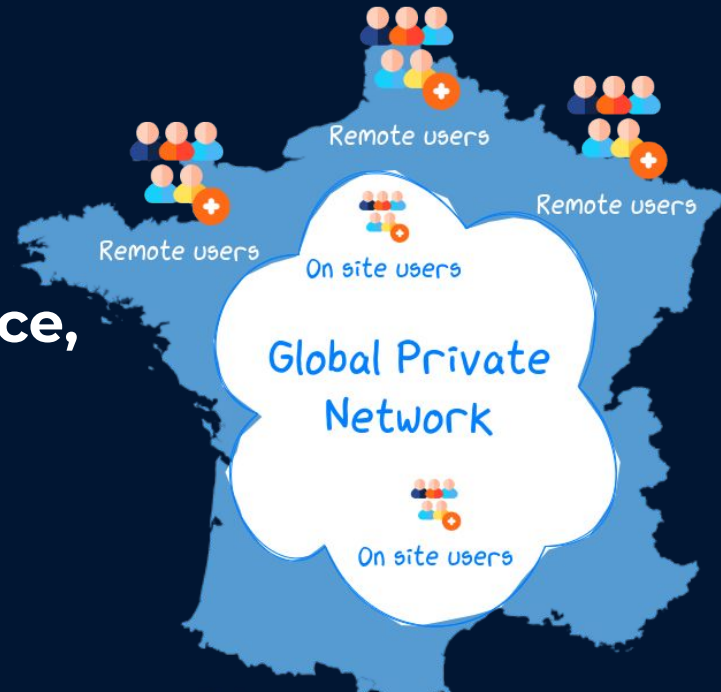 Remote users
Remote users
Remote users
On site users
ce,
Global Private
Network
On site users